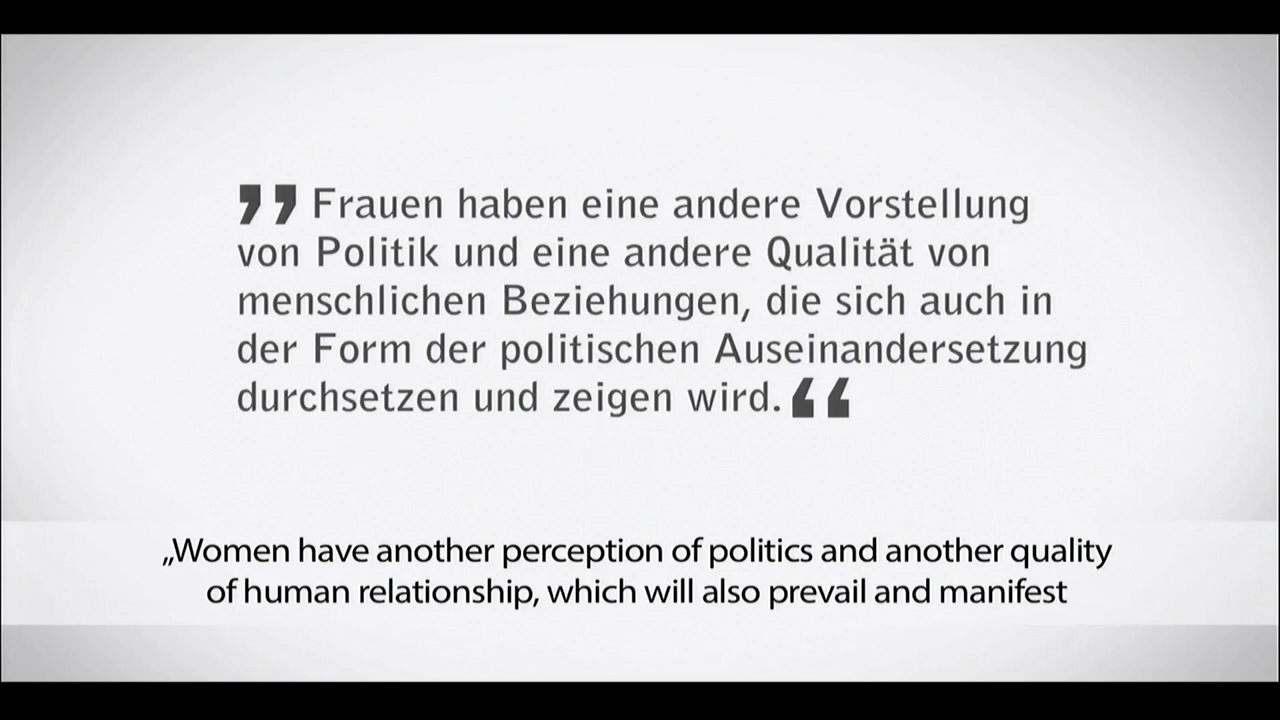 ❜❜ Frauen haben eine andere Vorstellung
von Politik und eine andere Qualität von
menschlichen Beziehungen, die sich auch in
der Form der politischen Auseinandersetzung
durchsetzen und zeigen wird.❛❛
„Women have another perception of politics and another quality
of human relationship, which will also prevail and manifest